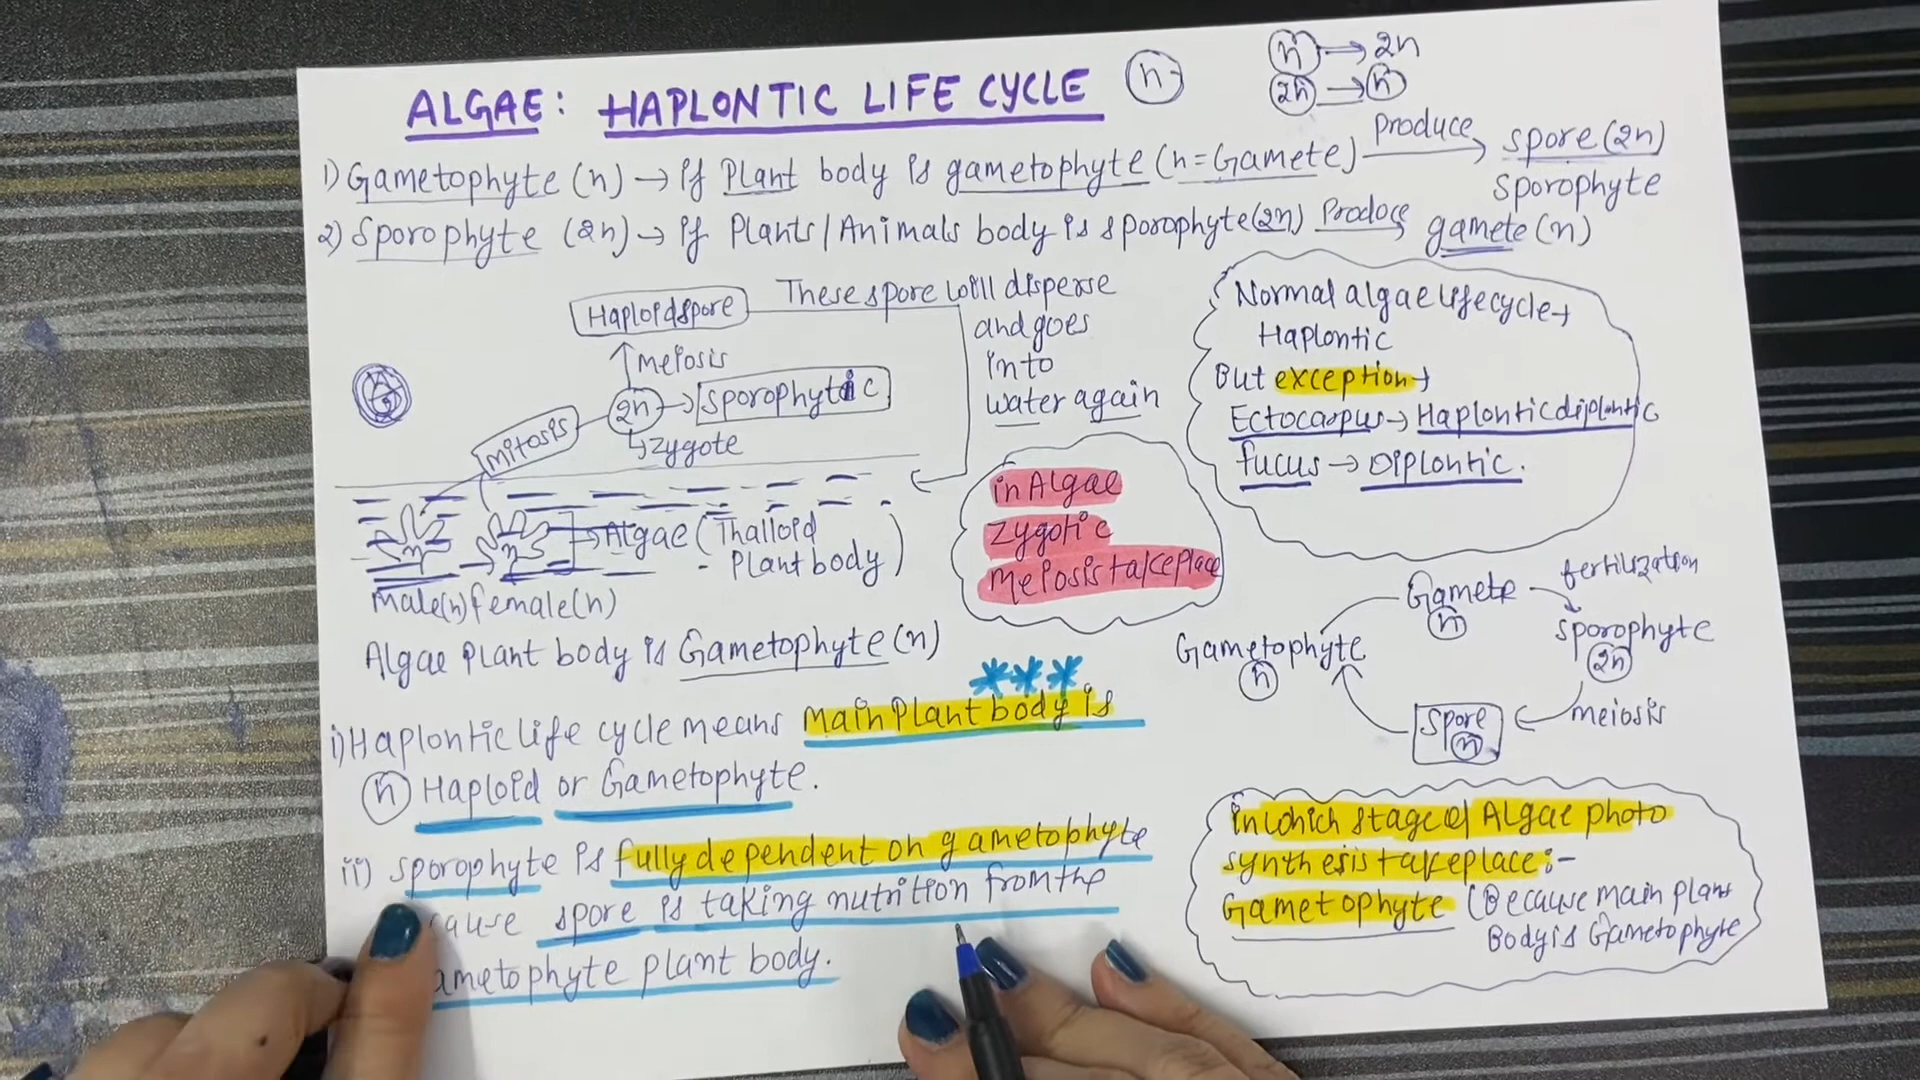 ALGAE: HAPLONTIC LIFE CYCLE n
n → 2n
2n → n
1) Gametophyte (n) → if Plant body is gametophyte (n=Gamete) Produce → spore (2n)
Sporophyte
2) Sporophyte (2n) → if Plants/Animals body is sporophyte(2n) Produce gamete (n)
Haploid spore
These spore will disperse
and goes
into
water again
meiosis
2n → sporophytic
zygote
mitosis
n n
→ Algae (Thalloid
- Plant body)
Male(n) female(n)
Algae plant body is Gametophyte (n)
in Algae
zygotic
meiosis take place
Normal algae life cycle →
Haplontic
But exception →
Ectocarpus → Haplontic diplontic
fucus → Diplontic.
Gamete
n
fertilization
sporophyte
2n
meiosis
Spore
n
Gametophyte
n
i) Haplontic life cycle means main plant body is
n Haploid or Gametophyte.
ii) sporophyte is fully dependent on gametophyte
cause spore is taking nutrition from the
ametophyte plant body.
in which stage of Algae photo
synthesis take place :-
Gametophyte (Because main plant
Body is Gametophyte